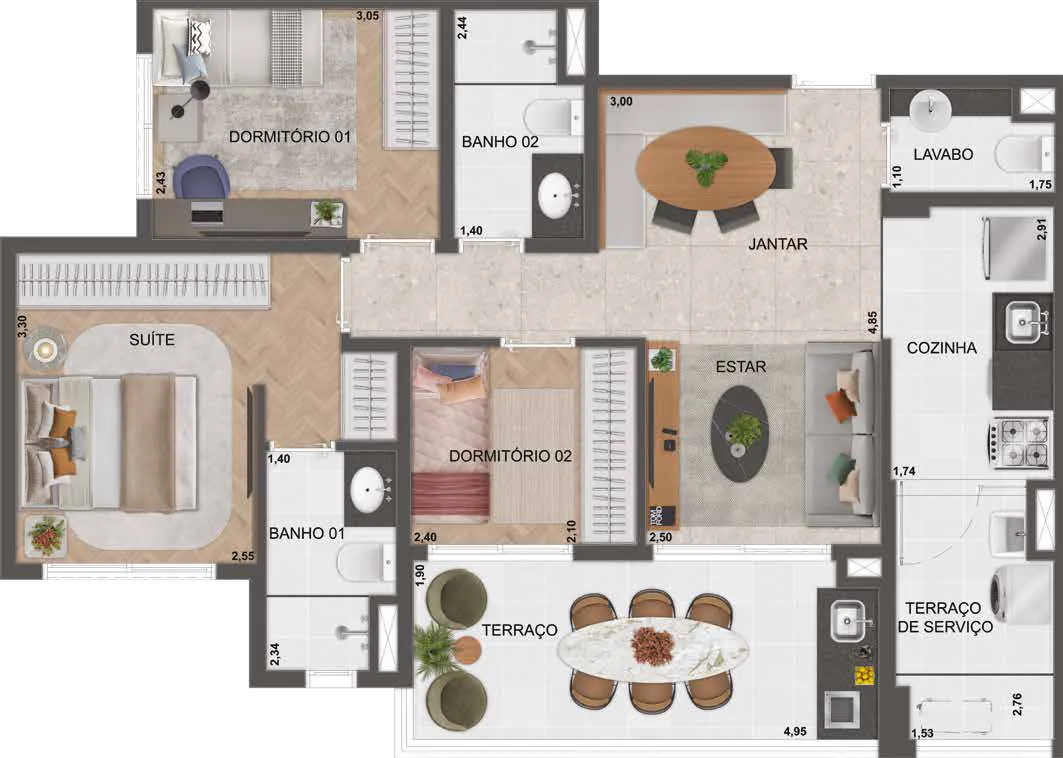 3,05
2,44
DORMITÓRIO 01
2,43
BANHO 02
1,40
3,00
JANTAR
LAVABO
1,10
1,75
2,91
4,85
COZINHA
1,74
3,30
SUÍTE
2,55
1,40
BANHO 01
2,34
DORMITÓRIO 02
2,40
2,10
ESTAR
TOM
FORD
2,50
1,90
TERRAÇO
4,95
TERRAÇO
DE SERVIÇO
2,76
1,53